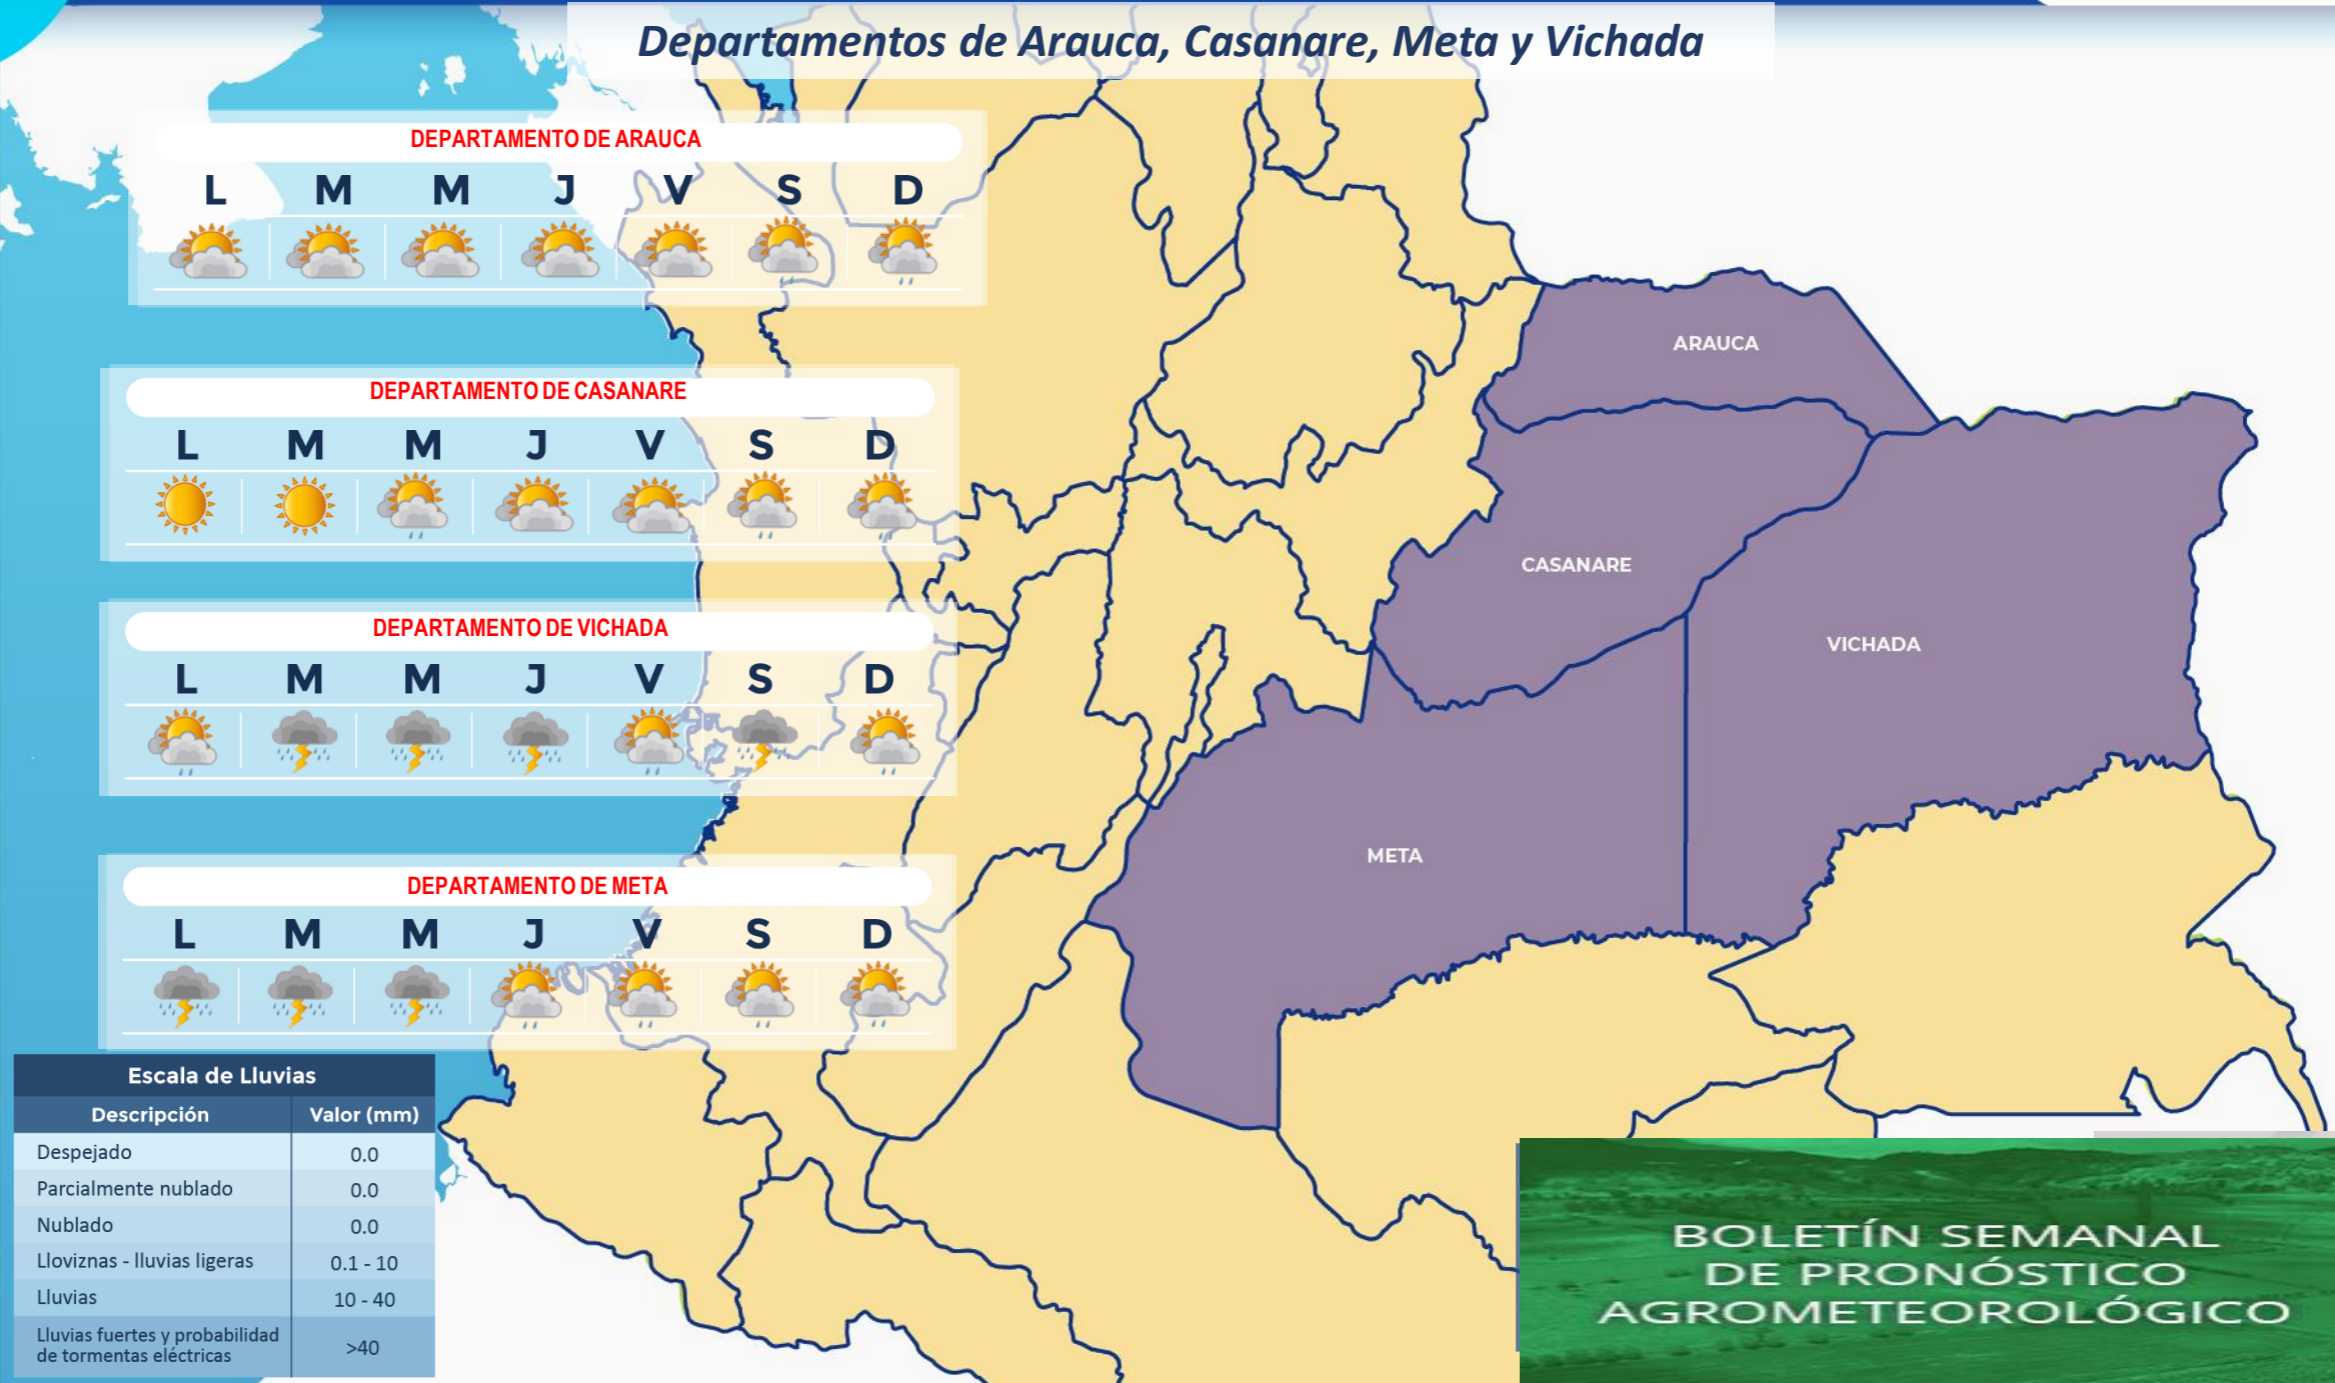 Departamentos de Arauca, Casanare, Meta y Vichada
DEPARTAMENTO DE ARAUCA
L M M J V S D
DEPARTAMENTO DE CASANARE
L M M J V S D
DEPARTAMENTO DE VICHADA
L M M J V S D
DEPARTAMENTO DE META
L M M J V S D
ARAUCA
CASANARE
VICHADA
META
Escala de Lluvias
Descripción Valor (mm)
Despejado 0.0
Parcialmente nublado 0.0
Nublado 0.0
Lloviznas - lluvias ligeras 0.1 - 10
Lluvias 10 - 40
Lluvias fuertes y probabilidad
de tormentas eléctricas >40
BOLETÍN SEMANAL
DE PRONÓSTICO
AGROMETEOROLÓGICO